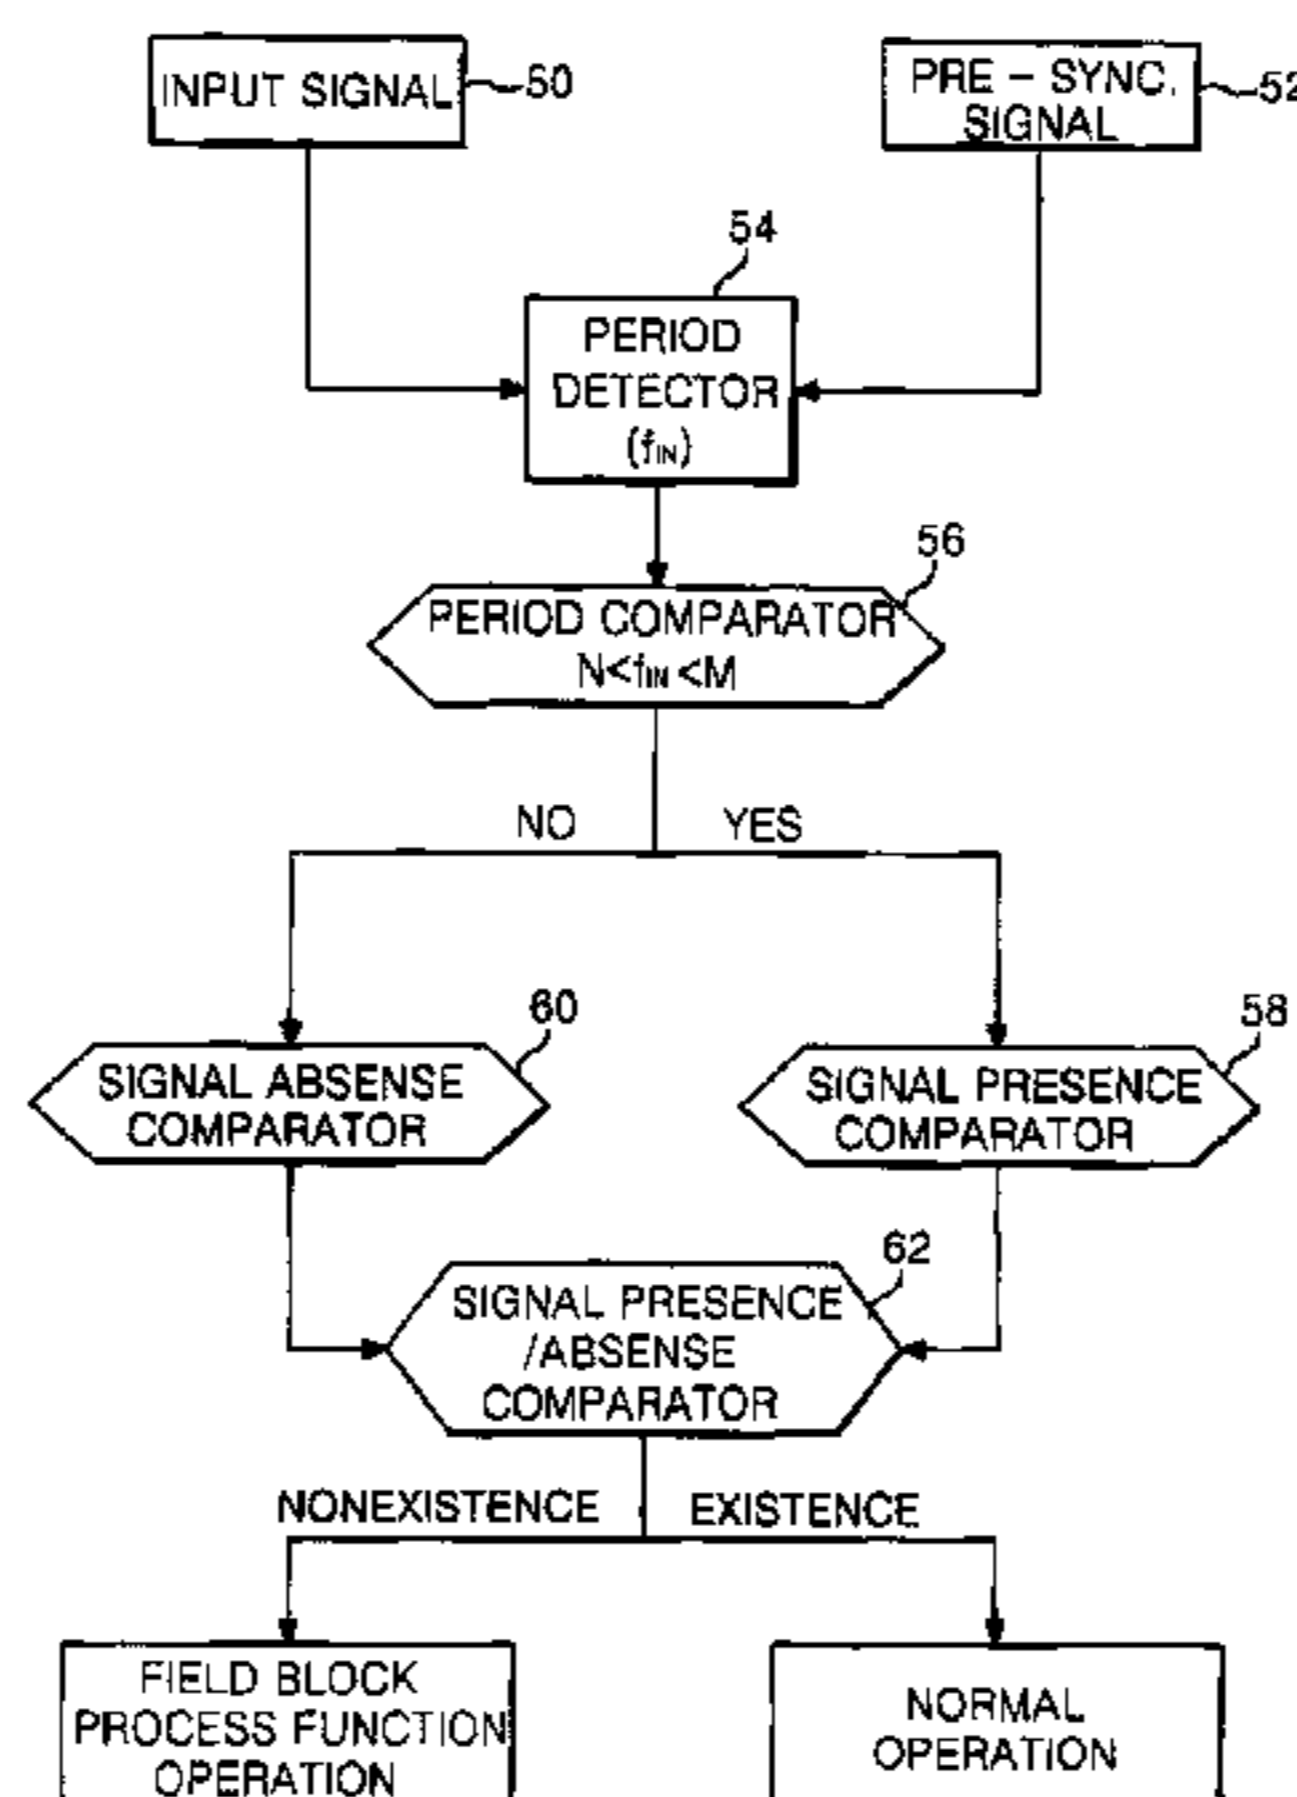 INPUT SIGNAL
50
PRE - SYNC.
SIGNAL
52
54
PERIOD
DETECTOR
(fIN)
56
PERIOD COMPARATOR
N<fIN<M
NO
YES
60
SIGNAL ABSENSE
COMPARATOR
58
SIGNAL PRESENCE
COMPARATOR
62
SIGNAL PRESENCE
/ABSENSE
COMPARATOR
NONEXISTENCE
EXISTENCE
FIELD BLOCK
PROCESS FUNCTION
OPERATION
NORMAL
OPERATION